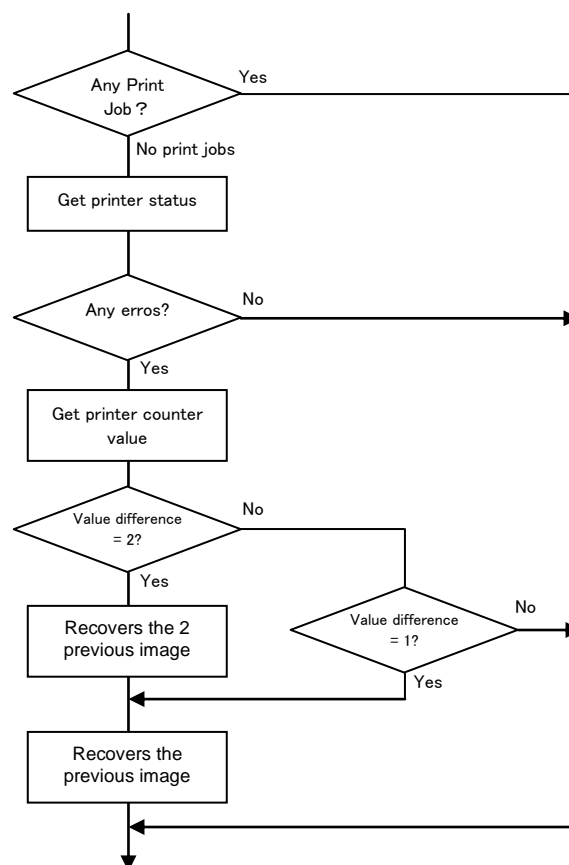 Any Print
Job？
Yes
No print jobs
Get printer status
Any erros?
No
Yes
Get printer counter
value
Value difference
= 2?
No
Yes
Recovers the 2
previous image
Value difference
= 1?
No
Yes
Recovers the
previous image